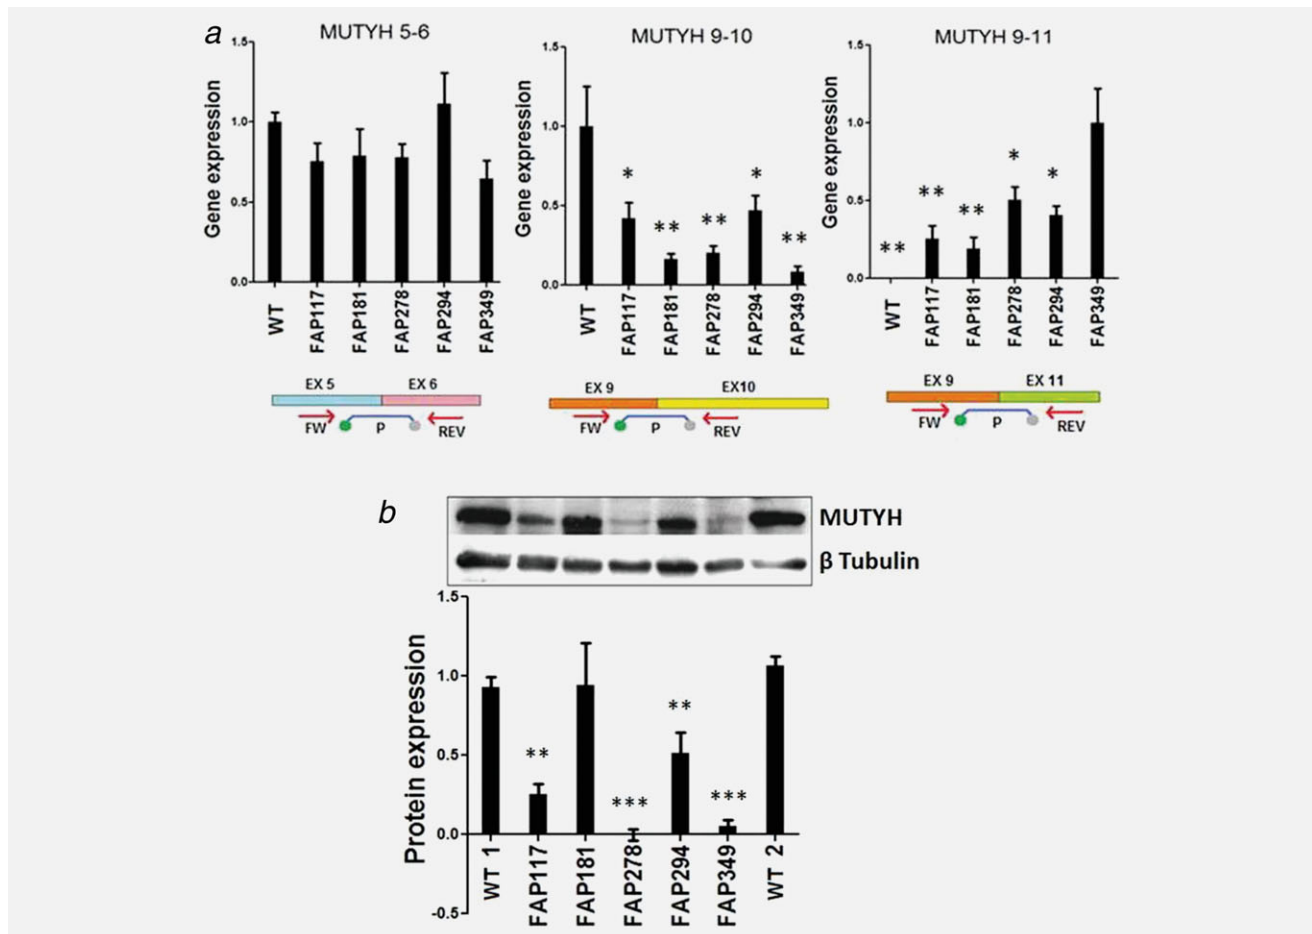 a
MUTYH 5-6
1.5
1.0
0.5
0.0
Gene expression
WT
FAP117
FAP181
FAP278
FAP294
FAP349
EX 5 EX 6
FW P REV
MUTYH 9-10
1.5
1.0
0.5
0.0
Gene expression
*
**
**
*
**
WT
FAP117
FAP181
FAP278
FAP294
FAP349
EX 9 EX10
FW P REV
MUTYH 9-11
1.5
1.0
0.5
0.0
Gene expression
**
**
**
*
*
WT
FAP117
FAP181
FAP278
FAP294
FAP349
EX 9 EX 11
FW P REV
b
MUTYH
β Tubulin
1.5
1.0
0.5
0.0
-0.5
Protein expression
**
***
**
***
WT 1
FAP117
FAP181
FAP278
FAP294
FAP349
WT 2